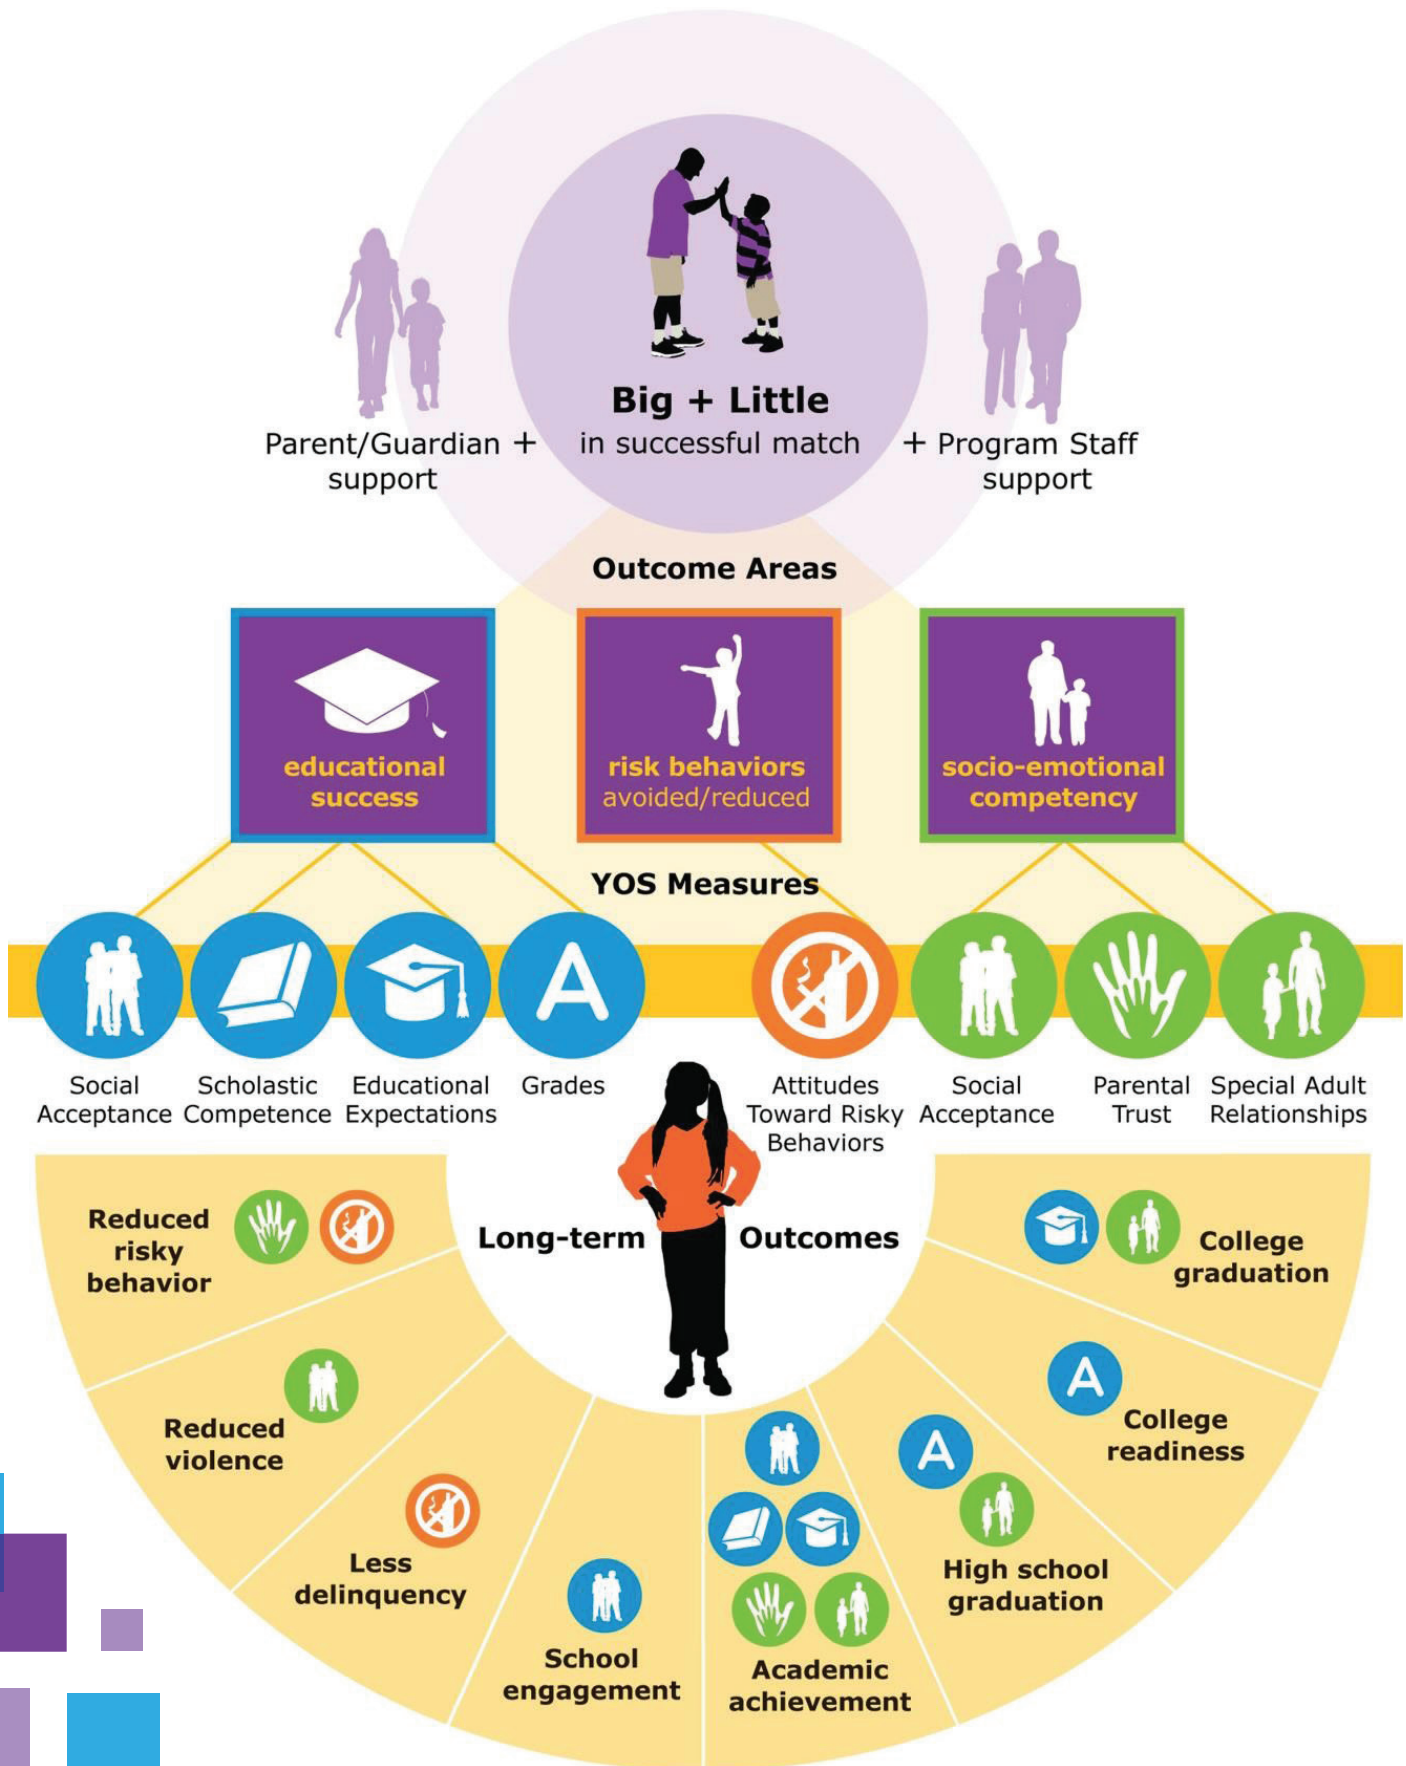 Big + Little
Parent/Guardian + in successful match + Program Staff
support support
Outcome Areas
educational
success
risk behaviors
avoided/reduced
socio-emotional
competency
YOS Measures
A
Social
Acceptance
Scholastic
Competence
Educational
Expectations
Grades
Attitudes
Toward Risky
Behaviors
Social
Acceptance
Parental
Trust
Special Adult
Relationships
Long-term Outcomes
Reduced
risky
behavior
Reduced
violence
Less
delinquency
School
engagement
Academic
achievement
A
High school
graduation
A
College
readiness
College
graduation